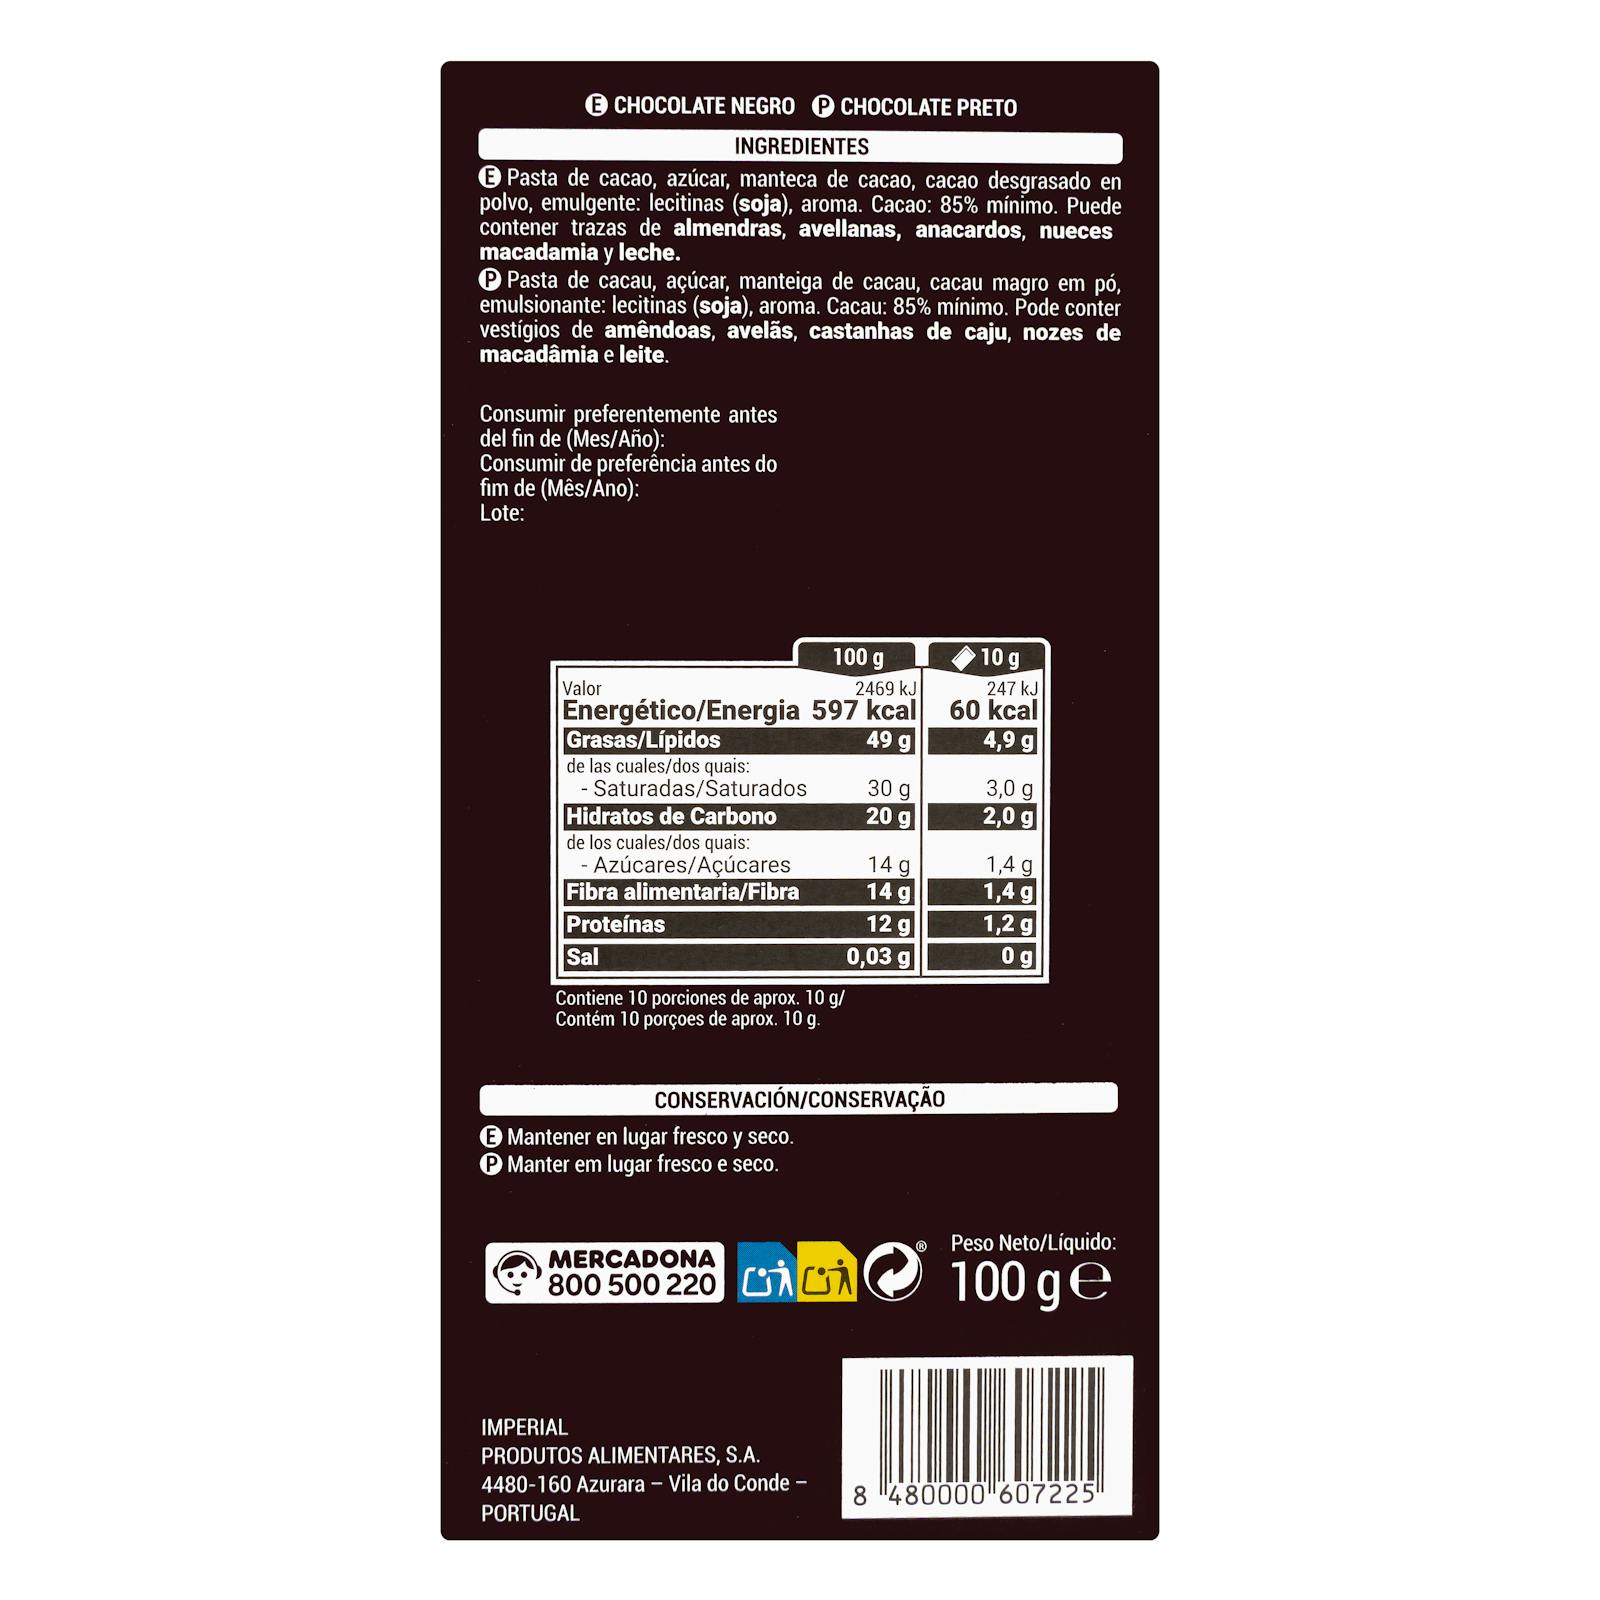 E CHOCOLATE NEGRO P CHOCOLATE PRETO
INGREDIENTES
E Pasta de cacao, azúcar, manteca de cacao, cacao desgrasado en
polvo, emulgente: lecitinas (soja), aroma. Cacao: 85% mínimo. Puede
contener trazas de almendras, avellanas, anacardos, nueces
macadamia y leche.
P Pasta de cacau, açúcar, manteiga de cacau, cacau magro em pó,
emulsionante: lecitinas (soja), aroma. Cacau: 85% mínimo. Pode conter
vestígios de amêndoas, avelãs, castanhas de caju, nozes de
macadâmia e leite.
Consumir preferentemente antes
del fin de (Mes/Año):
Consumir de preferência antes do
fim de (Mês/Ano):
Lote:
100 g 10 g
Valor 2469 kJ 247 kJ
Energético/Energia 597 kcal 60 kcal
Grasas/Lípidos 49 g 4,9 g
de las cuales/dos quais:
- Saturadas/Saturados 30 g 3,0 g
Hidratos de Carbono 20 g 2,0 g
de los cuales/dos quais:
- Azúcares/Açúcares 14 g 1,4 g
Fibra alimentaria/Fibra 14 g 1,4 g
Proteínas 12 g 1,2 g
Sal 0,03 g 0 g
Contiene 10 porciones de aprox. 10 g/
Contém 10 porçoes de aprox. 10 g.
CONSERVACIÓN/CONSERVAÇÃO
E Mantener en lugar fresco y seco.
P Manter em lugar fresco e seco.
MERCADONA
800 500 220
®
Peso Neto/Líquido:
100 g e
IMPERIAL
PRODUTOS ALIMENTARES, S.A.
4480-160 Azurara – Vila do Conde –
PORTUGAL
8 480000 607225